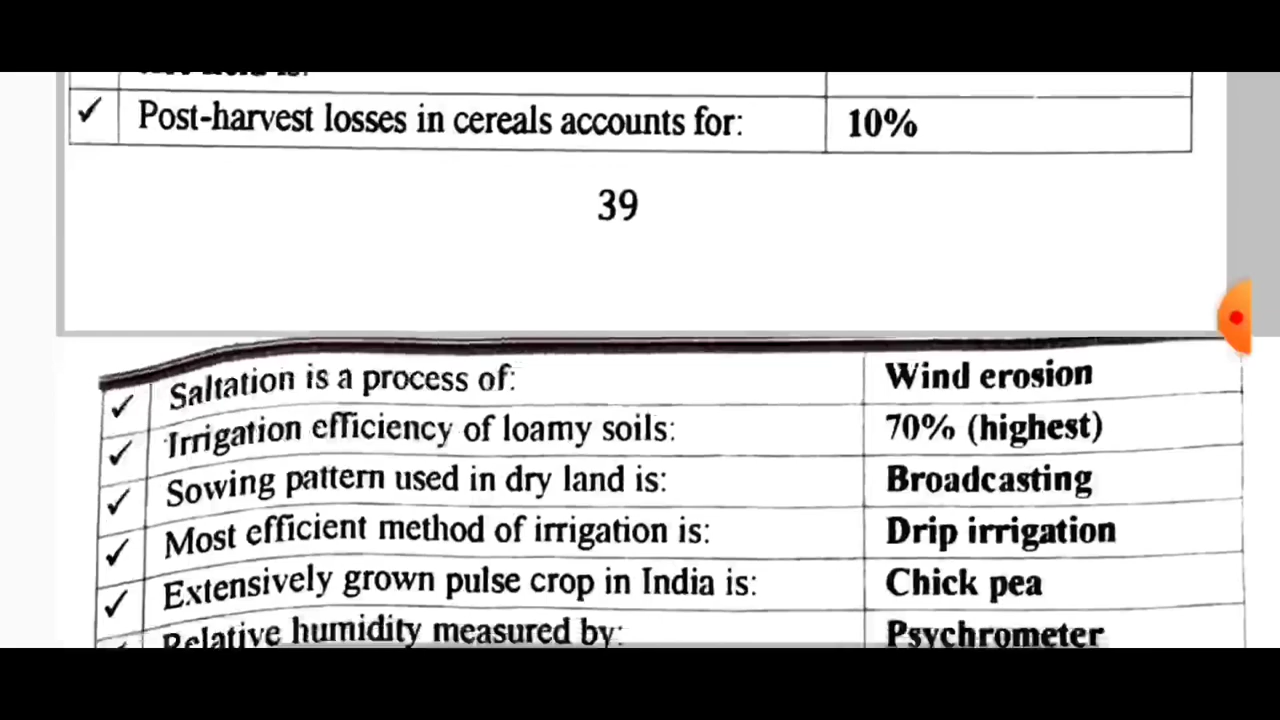 ✓ Post-harvest losses in cereals accounts for: 10%
39
✓ Saltation is a process of: Wind erosion
✓ Irrigation efficiency of loamy soils: 70% (highest)
✓ Sowing pattern used in dry land is: Broadcasting
✓ Most efficient method of irrigation is: Drip irrigation
✓ Extensively grown pulse crop in India is: Chick pea
Relative humidity measured by: Psychrometer